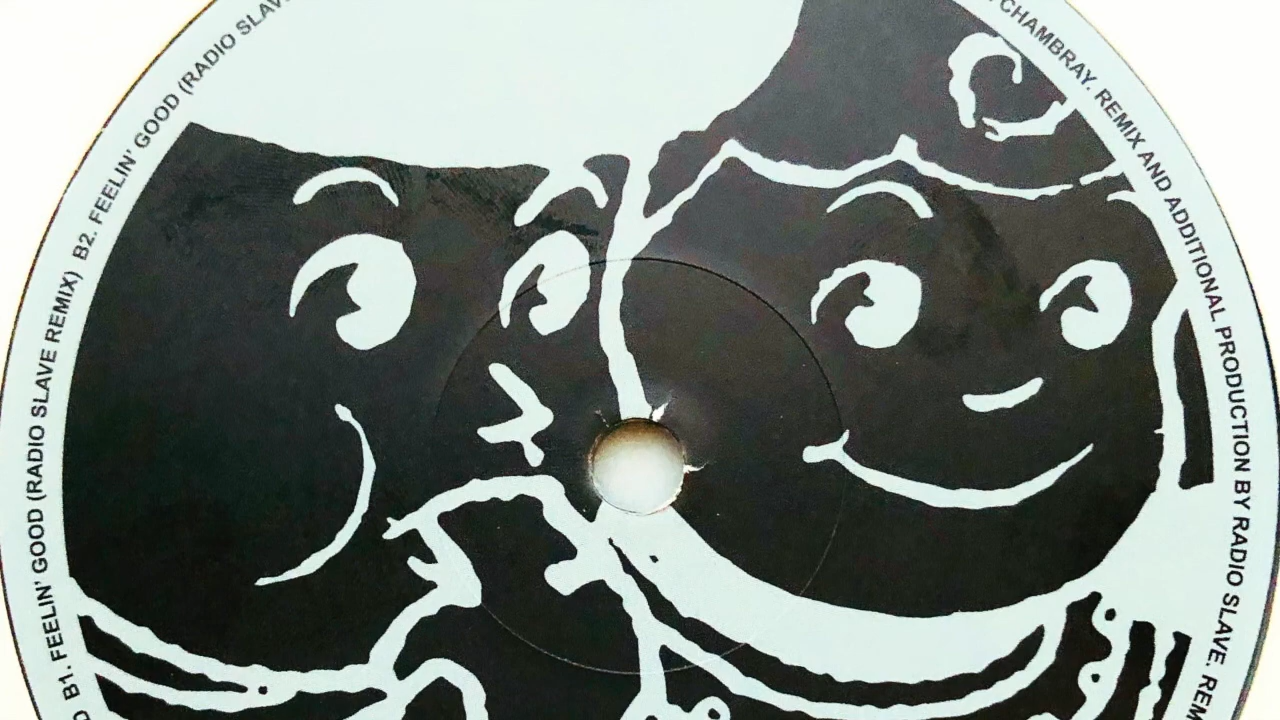 B1. FEELIN' GOOD (RADIO SLAVE REMIX) B2. FEELIN' GOOD (RADIO SLAV
CHAMBRAY. REMIX AND ADDITIONAL PRODUCTION BY RADIO SLAVE. REM